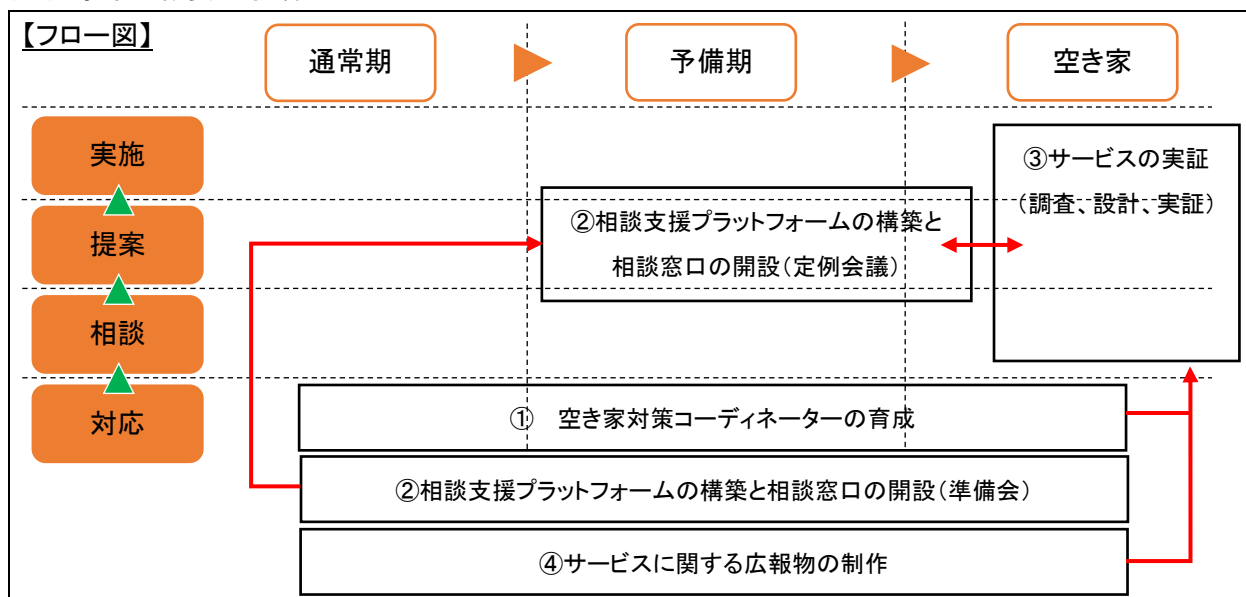 【フロー図】
通常期
予備期
空き家
実施
提案
相談
対応
③サービスの実証
(調査、設計、実証)
②相談支援プラットフォームの構築と
相談窓口の開設(定例会議)
① 空き家対策コーディネーターの育成
②相談支援プラットフォームの構築と相談窓口の開設(準備会)
④サービスに関する広報物の制作